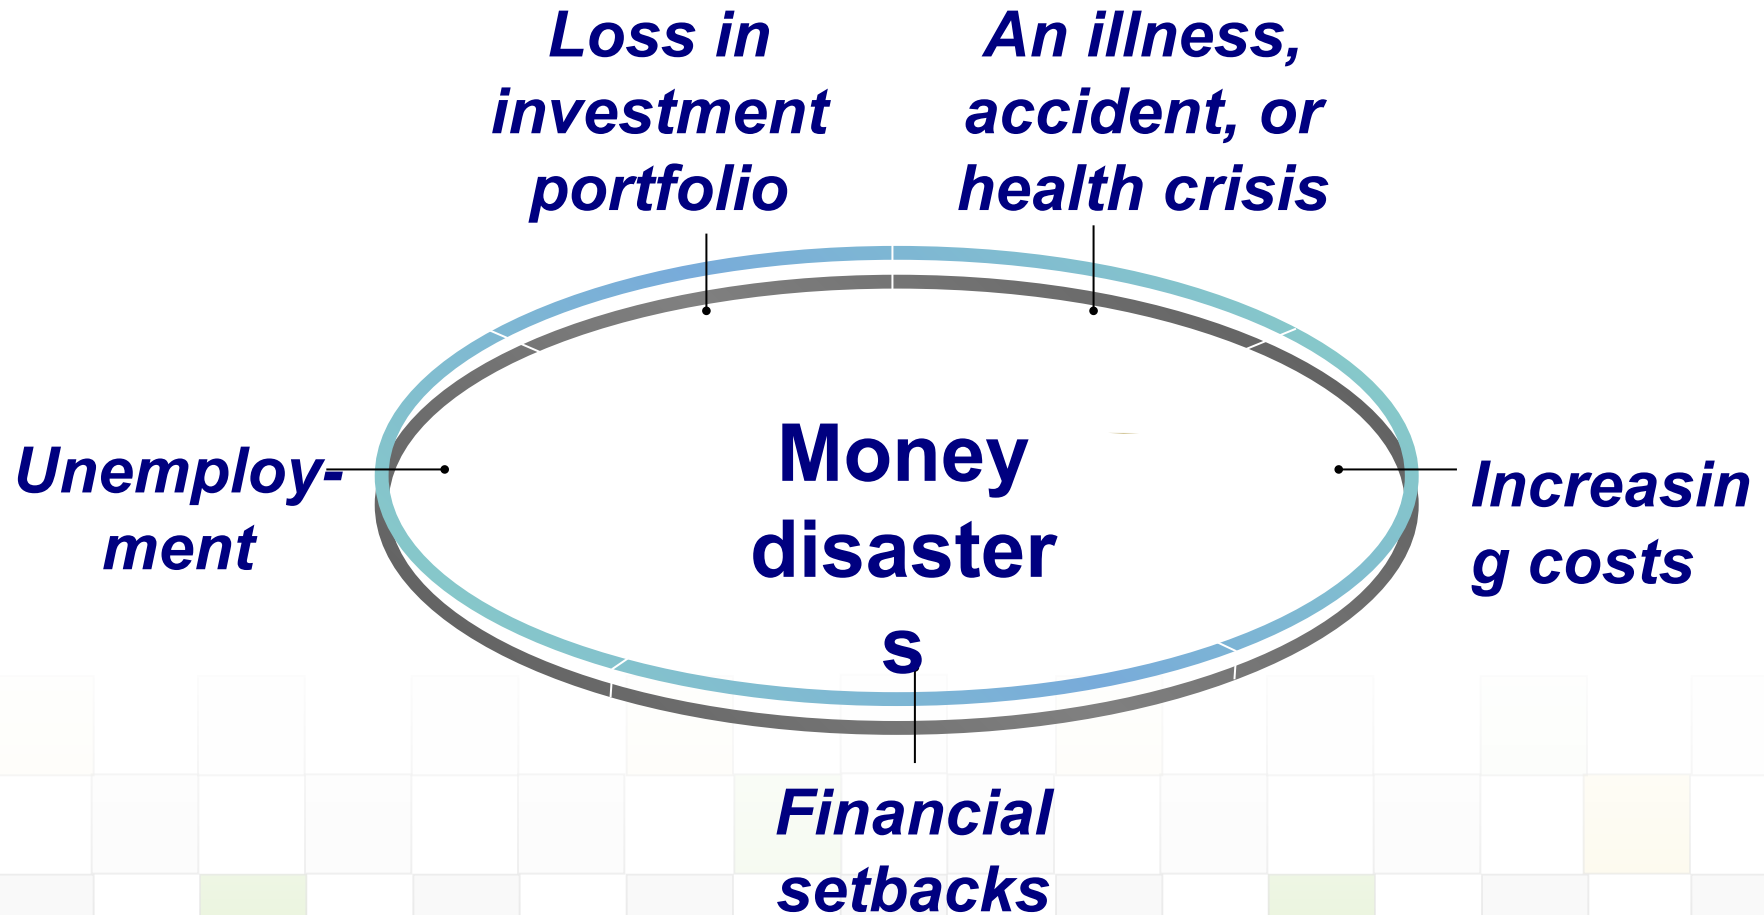 Loss in
investment
portfolio
An illness,
accident, or
health crisis
Unemploy-
ment
Money
disaster
s
Increasin
g costs
Financial
setbacks